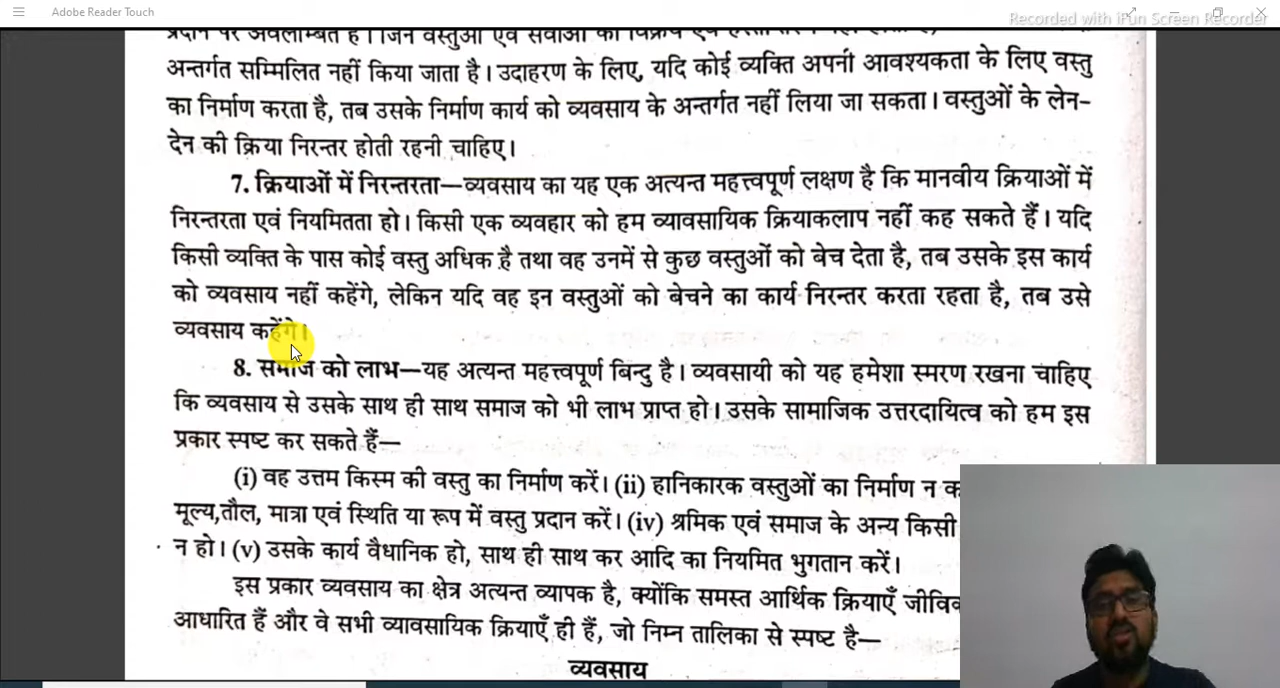 Adobe Reader Touch
Recorded with iFun Screen Recorder
प्रदान पर अवलम्बित है। जिन वस्तुओं एवं सेवाओं का विक्रय एवं
अन्तर्गत सम्मिलित नहीं किया जाता है। उदाहरण के लिए, यदि कोई व्यक्ति अपनी आवश्यकता के लिए वस्तु
का निर्माण करता है, तब उसके निर्माण कार्य को व्यवसाय के अन्तर्गत नहीं लिया जा सकता। वस्तुओं के लेन-
देन की क्रिया निरन्तर होती रहनी चाहिए।
7. क्रियाओं में निरन्तरता—व्यवसाय का यह एक अत्यन्त महत्त्वपूर्ण लक्षण है कि मानवीय क्रियाओं में
निरन्तरता एवं नियमितता हो। किसी एक व्यवहार को हम व्यावसायिक क्रियाकलाप नहीं कह सकते हैं। यदि
किसी व्यक्ति के पास कोई वस्तु अधिक है तथा वह उनमें से कुछ वस्तुओं को बेच देता है, तब उसके इस कार्य
को व्यवसाय नहीं कहेंगे, लेकिन यदि वह इन वस्तुओं को बेचने का कार्य निरन्तर करता रहता है, तब उसे
व्यवसाय कहेंगे।
8. समाज को लाभ—यह अत्यन्त महत्त्वपूर्ण बिन्दु है। व्यवसायी को यह हमेशा स्मरण रखना चाहिए
कि व्यवसाय से उसके साथ ही साथ समाज को भी लाभ प्राप्त हो। उसके सामाजिक उत्तरदायित्व को हम इस
प्रकार स्पष्ट कर सकते हैं—
(i) वह उत्तम किस्म की वस्तु का निर्माण करें। (ii) हानिकारक वस्तुओं का निर्माण न
मूल्य,तौल, मात्रा एवं स्थिति या रूप में वस्तु प्रदान करें। (iv) श्रमिक एवं समाज के अन्य किसी
न हो। (v) उसके कार्य वैधानिक हो, साथ ही साथ कर आदि का नियमित भुगतान करें।
इस प्रकार व्यवसाय का क्षेत्र अत्यन्त व्यापक है, क्योंकि समस्त आर्थिक क्रियाएँ
आधारित हैं और वे सभी व्यावसायिक क्रियाएँ ही हैं, जो निम्न तालिका से स्पष्ट है—
व्यवसाय